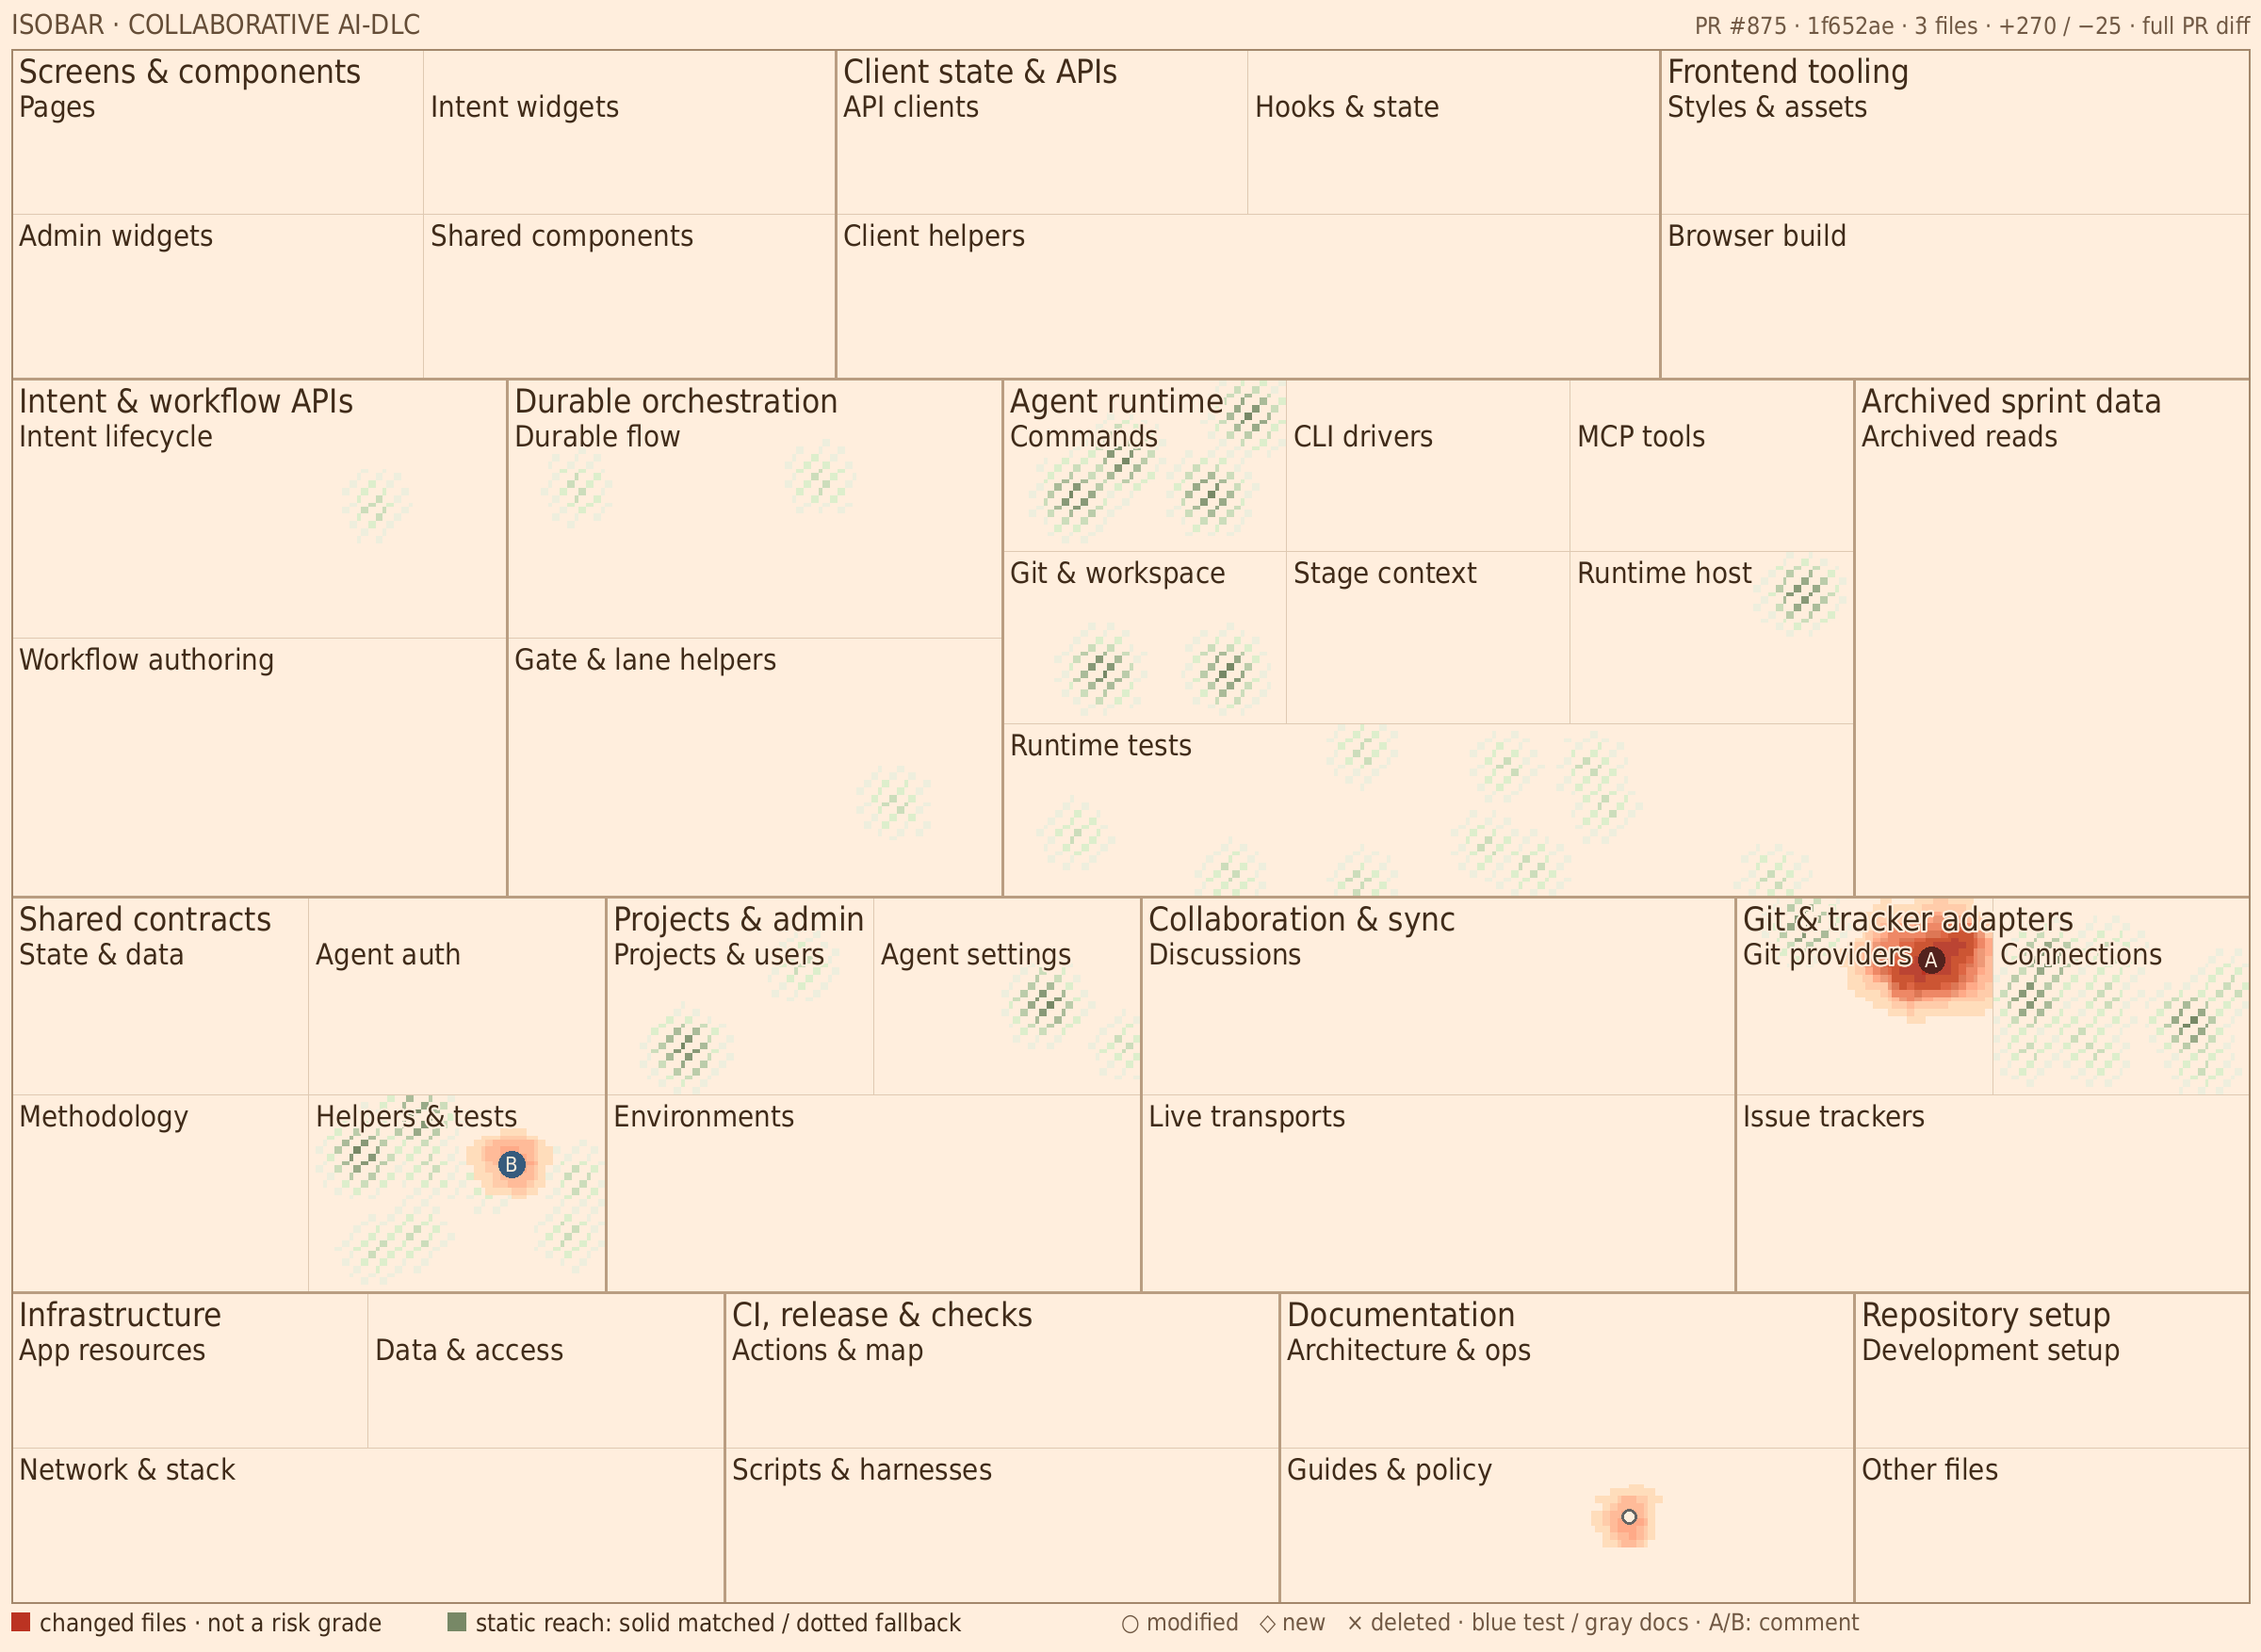 ISOBAR · COLLABORATIVE AI-DLC
PR #875 · 1f652ae · 3 files · +270 / −25 · full PR diff
Screens & components
Pages
Intent widgets
Admin widgets
Shared components
Client state & APIs
API clients
Hooks & state
Client helpers
Frontend tooling
Styles & assets
Browser build
Intent & workflow APIs
Intent lifecycle
Workflow authoring
Durable orchestration
Durable flow
Gate & lane helpers
Agent runtime
Commands
CLI drivers
MCP tools
Git & workspace
Stage context
Runtime host
Runtime tests
Archived sprint data
Archived reads
Shared contracts
State & data
Agent auth
Methodology
Helpers & tests
B
Projects & admin
Projects & users
Agent settings
Environments
Collaboration & sync
Discussions
Live transports
Git & tracker adapters
Git providers
A
Connections
Issue trackers
Infrastructure
App resources
Data & access
Network & stack
CI, release & checks
Actions & map
Scripts & harnesses
Documentation
Architecture & ops
Guides & policy
Repository setup
Development setup
Other files
changed files · not a risk grade
static reach: solid matched / dotted fallback
○ modified ◇ new × deleted · blue test / gray docs · A/B: comment